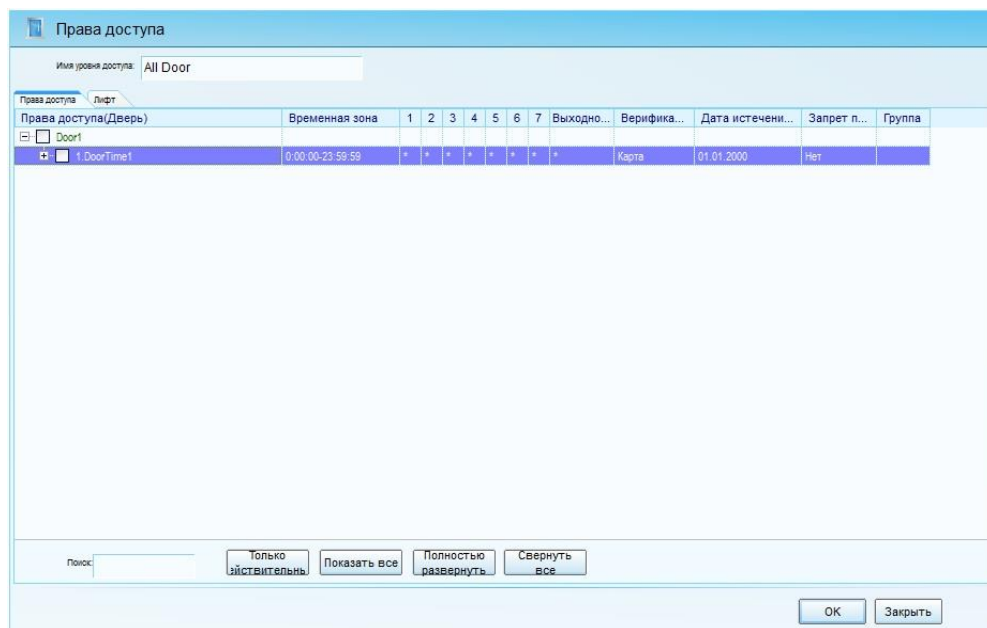 Права доступа
Имя уровня доступа: All Door
Права доступа Лифт
Права доступа(Дверь) Временная зона 1 2 3 4 5 6 7 Выходно... Верифика... Дата истечени... Запрет п... Группа
Door1
1.DoorTime1 0:00:00-23:59:59 * * * * * * * * Карта 01.01.2000 Нет
Поиск: Только Показать все Полностью Свернуть
ействительнь развернуть все
OK Закрыть